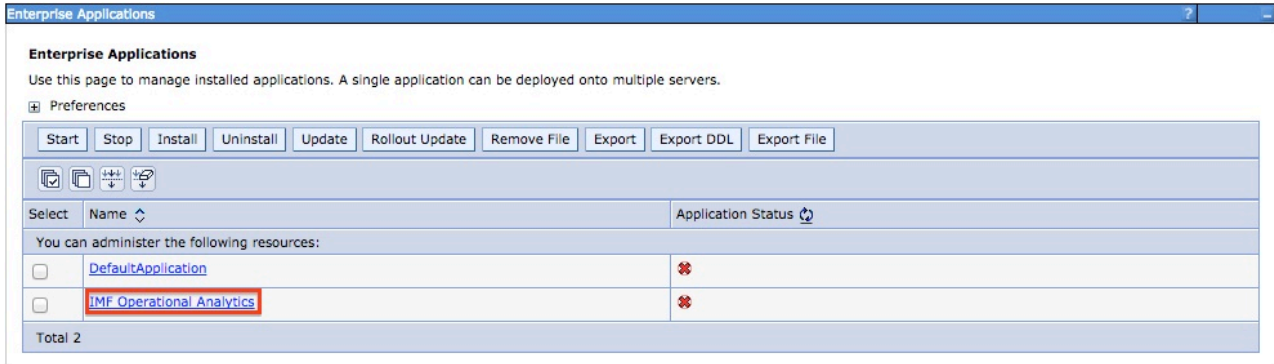 Enterprise Applications ?
Enterprise Applications
Use this page to manage installed applications. A single application can be deployed onto multiple servers.
Preferences
Start Stop Install Uninstall Update Rollout Update Remove File Export Export DDL Export File
Select Name Application Status
You can administer the following resources:
DefaultApplication
IMF Operational Analytics
Total 2